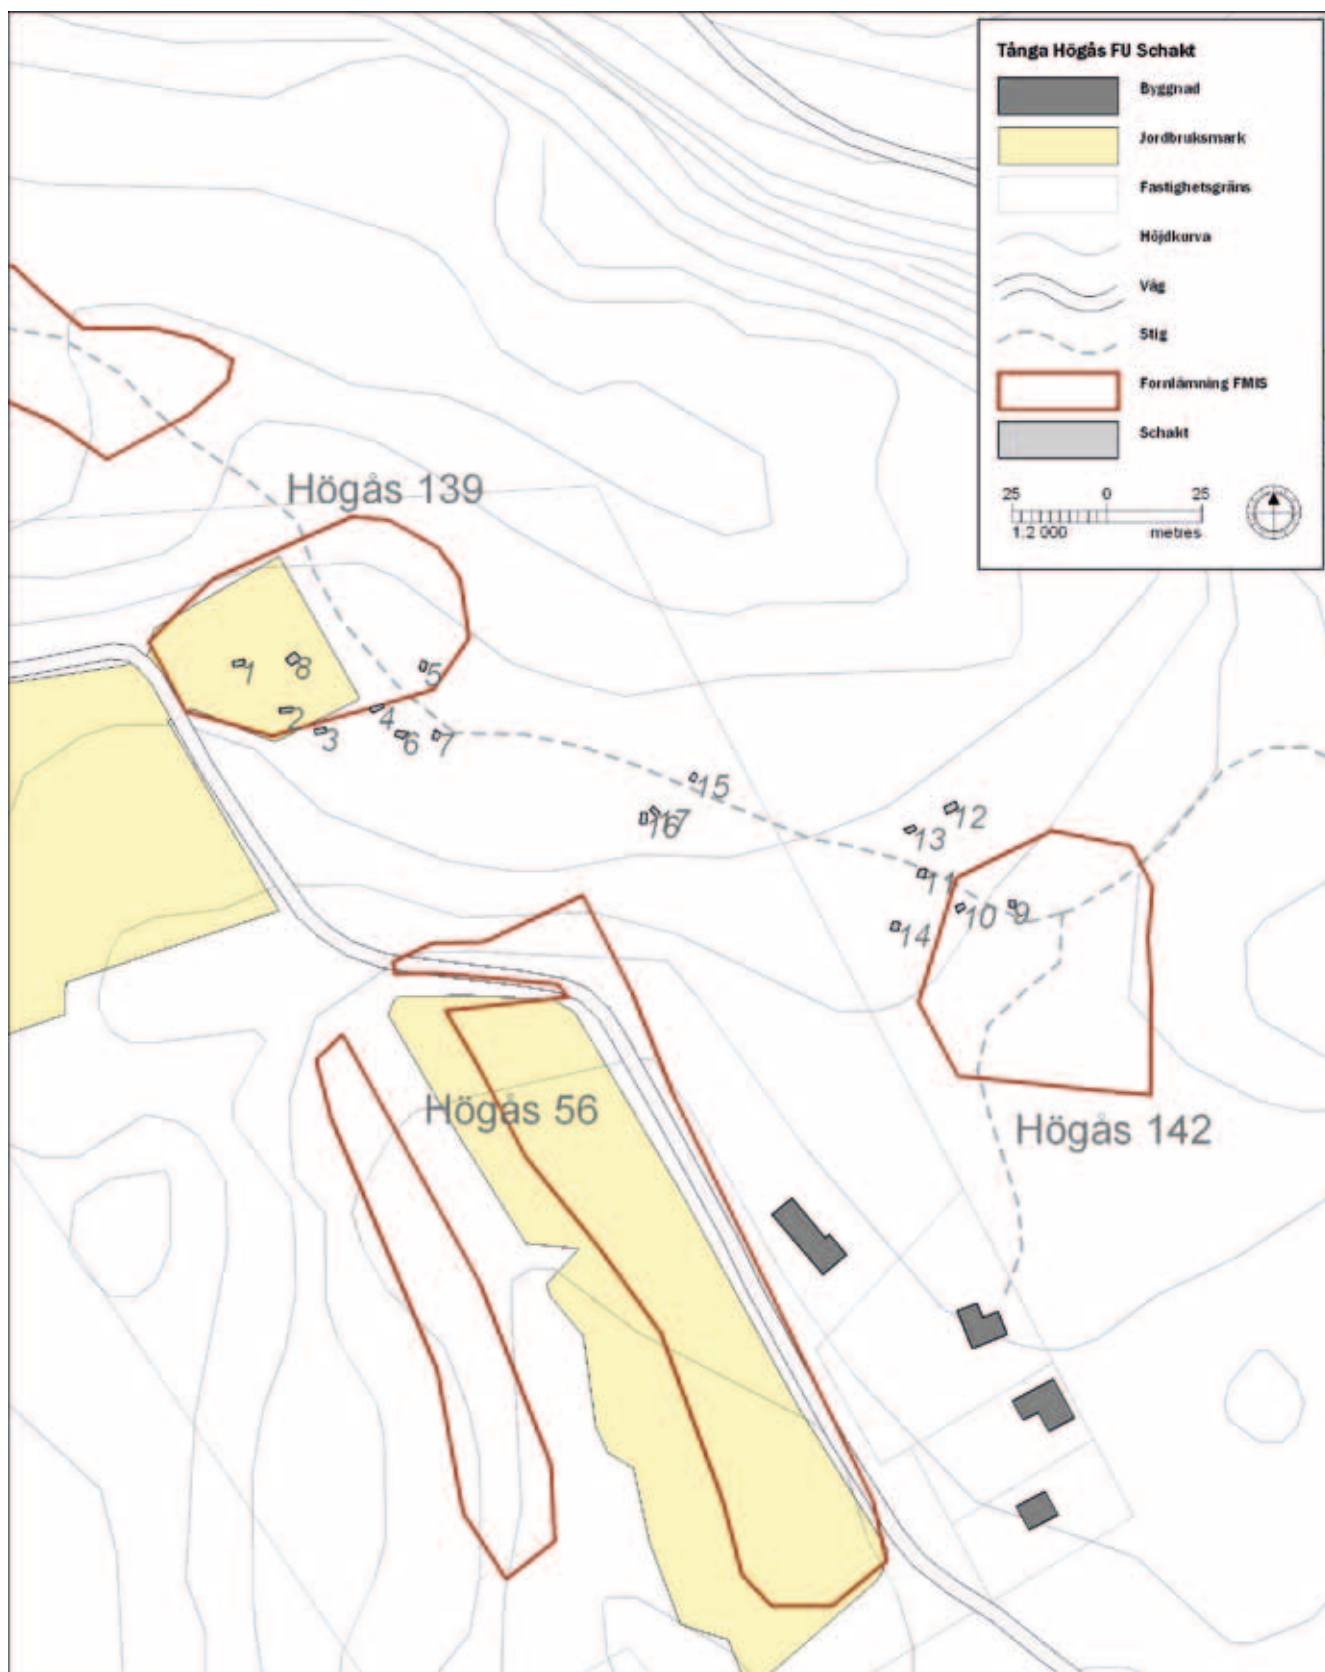 Tånga Högås FU Schakt
Byggnad
Jordbruksmark
Fastighetsgräns
Höjdkurva
Väg
Stig
Fornlämning FMIS
Schakt
25 0 25
1:2 000 metres
Högås 139
1
8
5
2
4
3
6
7
15
16
17
12
13
11
10
9
14
Högås 56
Högås 142